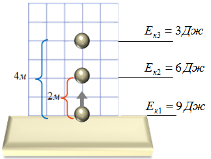 Eк3 = 3Дж
4м
Eк2 = 6Дж
2м
Eк1 = 9Дж